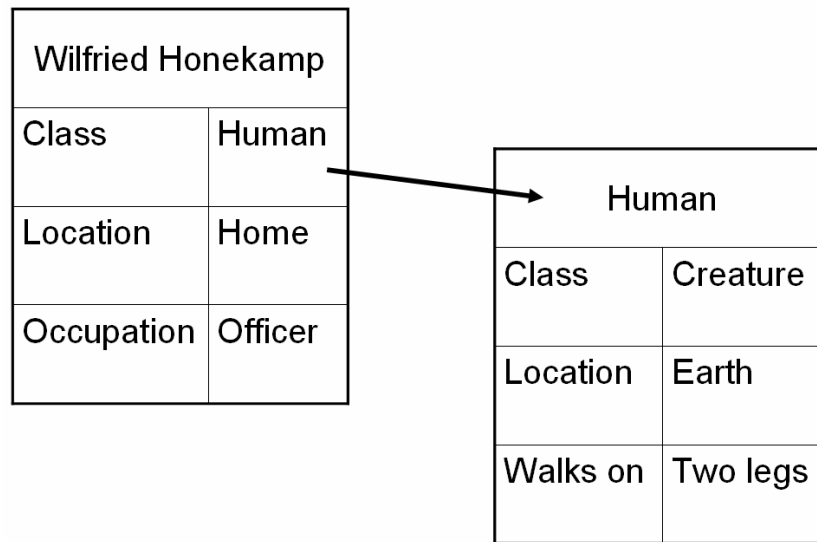 Wilfried Honekamp
Class Human
Location Home
Occupation Officer
Human
Class Creature
Location Earth
Walks on Two legs